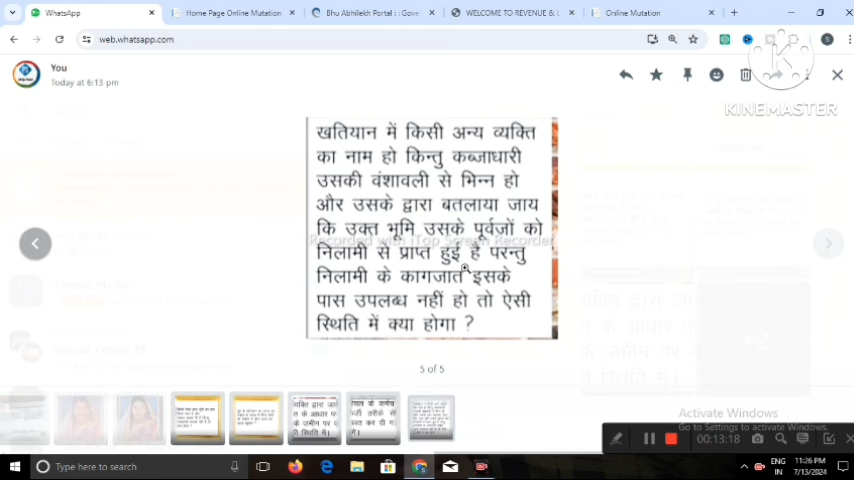 WhatsApp
Home Page Online Mutation
Bhu Abhilekh Portal : : Gove
WELCOME TO REVENUE &
Online Mutation
web.whatsapp.com
You
Today at 6:13 pm
KINEMASTER
खतियान में किसी अन्य व्यक्ति
का नाम हो किन्तु कब्जाधारी
उसकी वंशावली से भिन्न हो
और उसके द्वारा बतलाया जाय
कि उक्त भूमि उसके पूर्वजों को
Recorded with iTop Screen Recorder
निलामी से प्राप्त हुई है परन्तु
निलामी के कागजात इसके
पास उपलब्ध नहीं हो तो ऐसी
स्थिति में क्या होगा ?
5 of 5
Activate Windows
Go to Settings to activate Windows.
00:13:18
Type here to search
ENG
IN
11:26 PM
7/13/2024